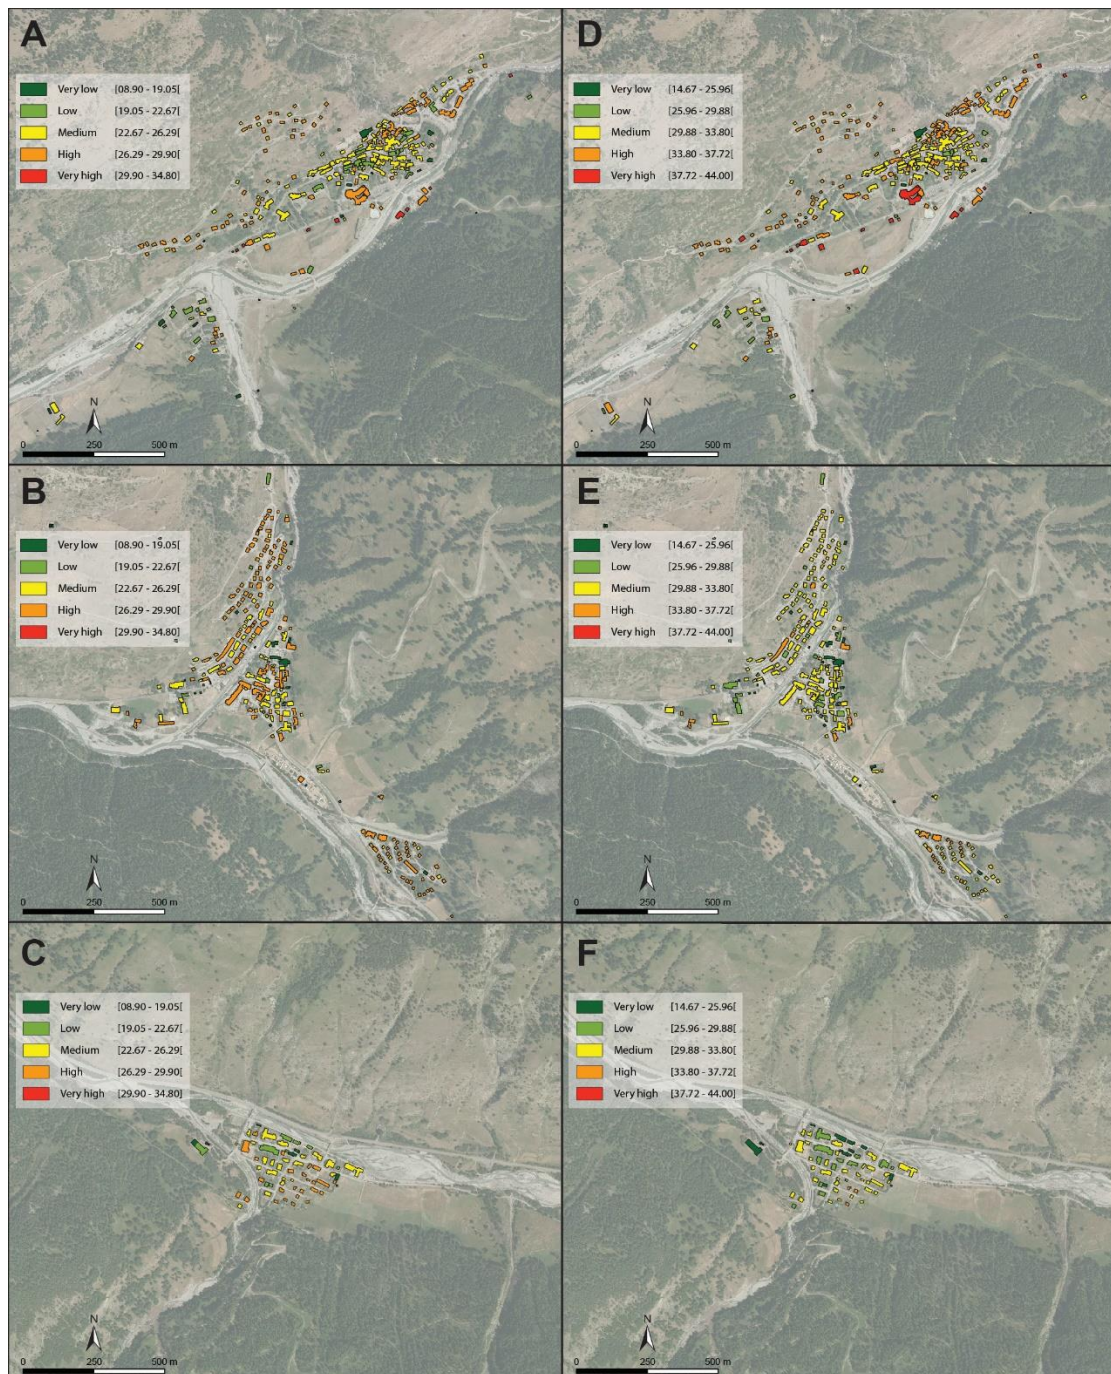 A
Very low [08.90 - 19.05[
Low [19.05 - 22.67[
Medium [22.67 - 26.29[
High [26.29 - 29.90[
Very high [29.90 - 34.80]
N
0 250 500 m
D
Very low [14.67 - 25.96[
Low [25.96 - 29.88[
Medium [29.88 - 33.80[
High [33.80 - 37.72[
Very high [37.72 - 44.00]
N
0 250 500 m
B
Very low [08.90 - 19.05[
Low [19.05 - 22.67[
Medium [22.67 - 26.29[
High [26.29 - 29.90[
Very high [29.90 - 34.80]
N
0 250 500 m
E
Very low [14.67 - 25.96[
Low [25.96 - 29.88[
Medium [29.88 - 33.80[
High [33.80 - 37.72[
Very high [37.72 - 44.00]
N
0 250 500 m
C
Very low [08.90 - 19.05[
Low [19.05 - 22.67[
Medium [22.67 - 26.29[
High [26.29 - 29.90[
Very high [29.90 - 34.80]
N
0 250 500 m
F
Very low [14.67 - 25.96[
Low [25.96 - 29.88[
Medium [29.88 - 33.80[
High [33.80 - 37.72[
Very high [37.72 - 44.00]
N
0 250 500 m